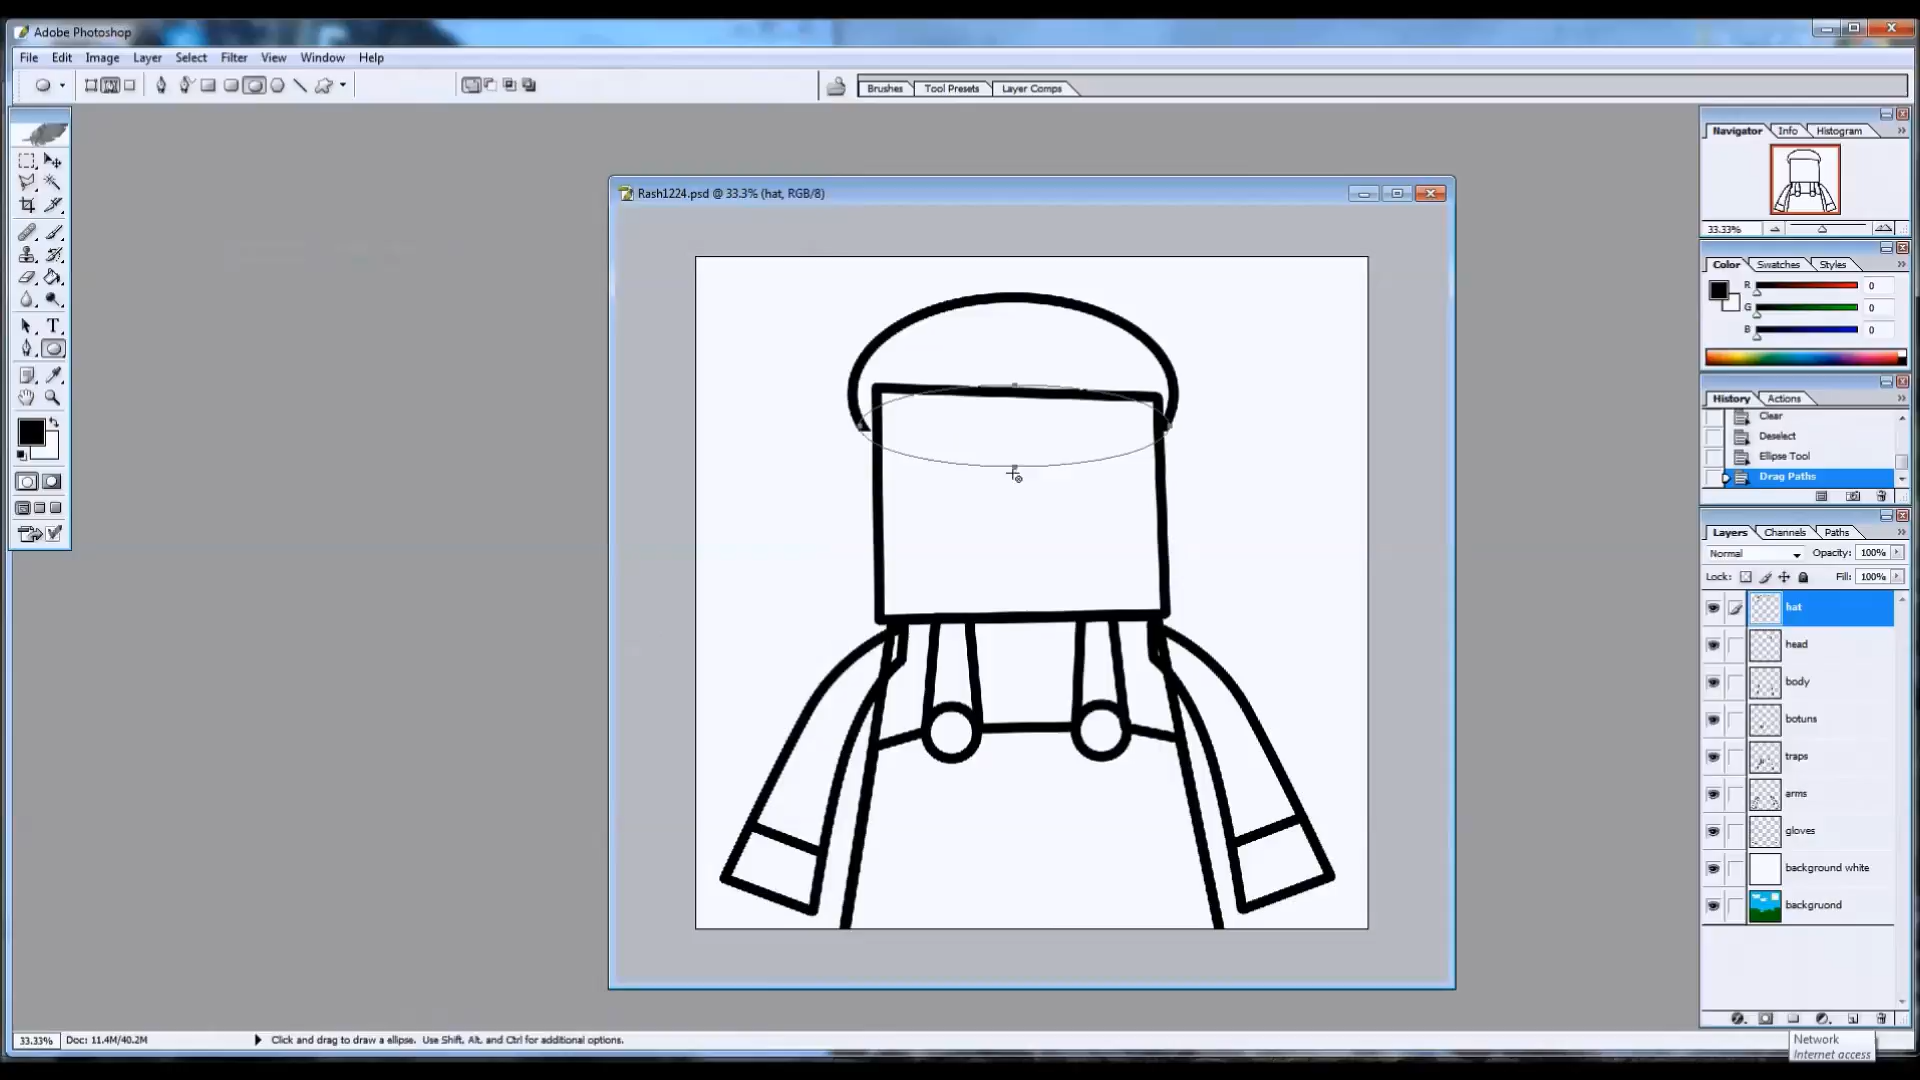 Adobe Photoshop
File Edit Image Layer Select Filter View Window Help
Brushes Tool Presets Layer Comps
Rash1224.psd @ 33.3% (hat, RGB/8)
Navigator Info Histogram
33.33%
Color Swatches Styles
R 0
G 0
B 0
History Actions
Clear
Deselect
Ellipse Tool
Drag Paths
Layers Channels Paths
Normal Opacity: 100%
Lock: Fill: 100%
hat
head
body
botuns
traps
arms
gloves
background white
backgruond
T
33.33% Doc: 11.4M/40.2M Click and drag to draw a ellipse. Use Shift, Alt, and Ctrl for additional options.
Network
Internet access